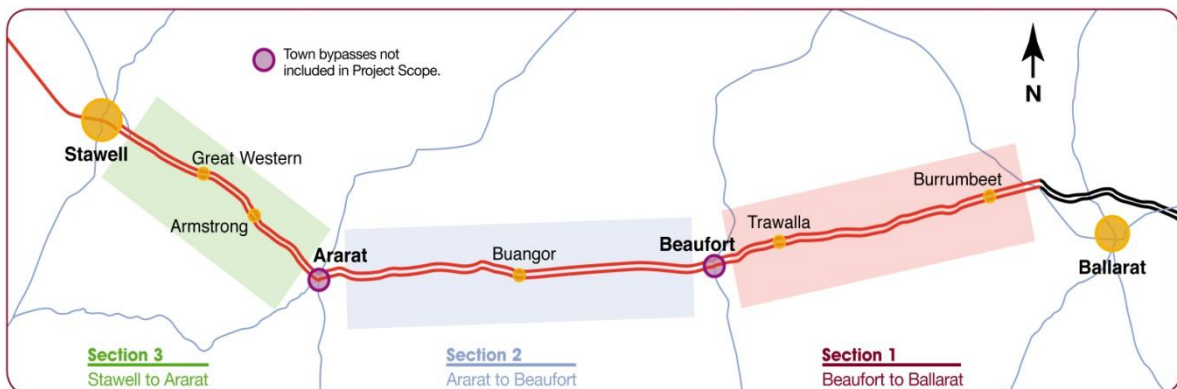 Town bypasses not
included in Project Scope.
N
Stawell
Great Western
Armstrong
Ararat
Buangor
Beaufort
Trawalla
Burrumbeet
Ballarat
Section 3
Stawell to Ararat
Section 2
Ararat to Beaufort
Section 1
Beaufort to Ballarat